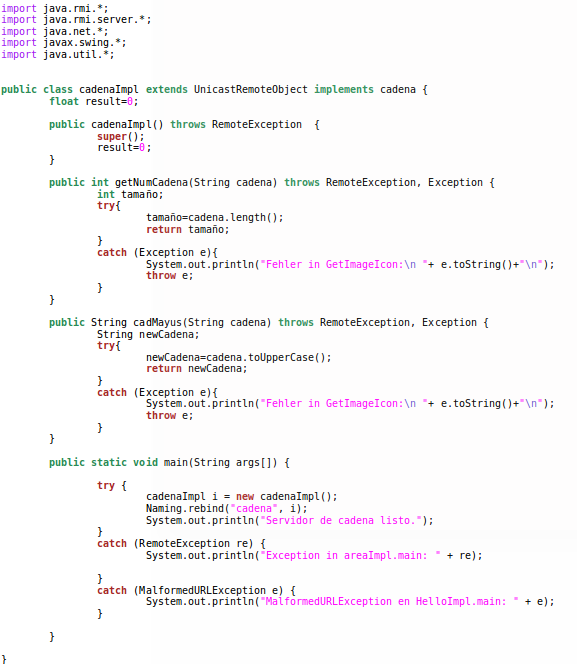 import java.rmi.*;
import java.rmi.server.*;
import java.net.*;
import javax.swing.*;
import java.util.*;
public class cadenaImpl extends UnicastRemoteObject implements cadena {
float result=0;
public cadenaImpl() throws RemoteException  {
super();
result=0;
}
public int getNumCadena(String cadena) throws RemoteException, Exception {
int tamaño;
try{
tamaño=cadena.length();
return tamaño;
}
catch (Exception e){
System.out.println("Fehler in GetImageIcon:\n "+ e.toString()+"\n");
throw e;
}
}
public String cadMayus(String cadena) throws RemoteException, Exception {
String newCadena;
try{
newCadena=cadena.toUpperCase();
return newCadena;
}
catch (Exception e){
System.out.println("Fehler in GetImageIcon:\n "+ e.toString()+"\n");
throw e;
}
}
public static void main(String args[]) {
try {
cadenaImpl i = new cadenaImpl();
Naming.rebind("cadena", i);
System.out.println("Servidor de cadena listo.");
}
catch (RemoteException re) {
System.out.println("Exception in areaImpl.main: " + re);
}
catch (MalformedURLException e) {
System.out.println("MalformedURLException en HelloImpl.main: " + e);
}
}
}